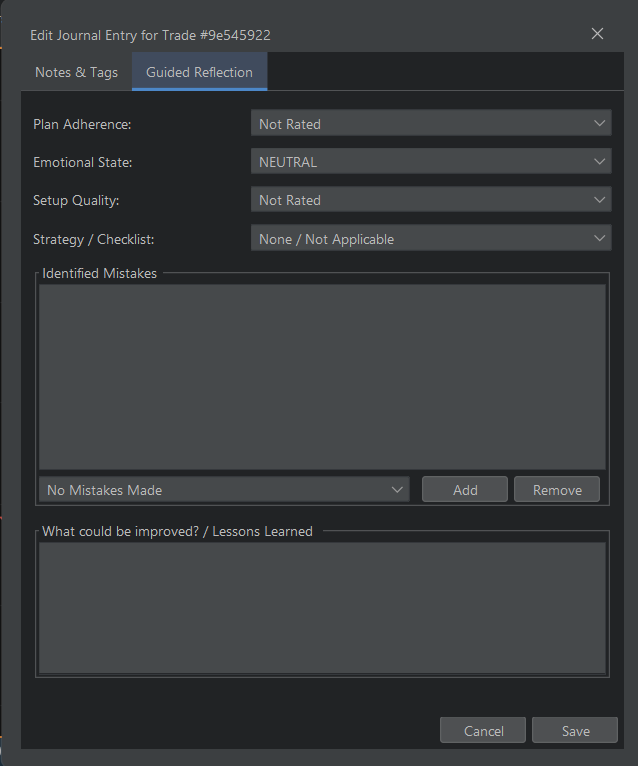 Edit Journal Entry for Trade #9e545922
Notes & Tags
Guided Reflection
Plan Adherence:
Not Rated
Emotional State:
NEUTRAL
Setup Quality:
Not Rated
Strategy / Checklist:
None / Not Applicable
Identified Mistakes
No Mistakes Made
Add
Remove
What could be improved? / Lessons Learned
Cancel
Save